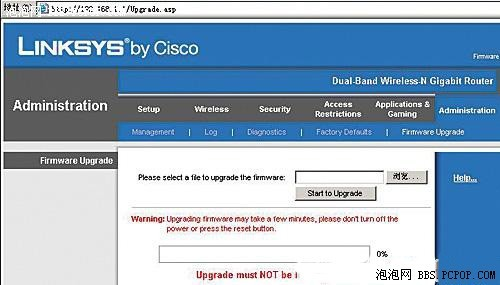 地址(D) http://192.168.1.1/Upgrade.asp
LINKSYS® by Cisco
Firmware
Dual-Band Wireless-N Gigabit Router
Administration
Setup Wireless Security Access Restrictions Applications & Gaming Administration
Management | Log | Diagnostics | Factory Defaults | Firmware Upgrade
Firmware Upgrade
Please select a file to upgrade the firmware: 浏览...
Help...
Start to Upgrade
Warning: Upgrading firmware may take a few minutes, please don't turn off the
power or press the reset button.
0%
Upgrade must NOT be
泡泡网 BBS.PCPOP.COM